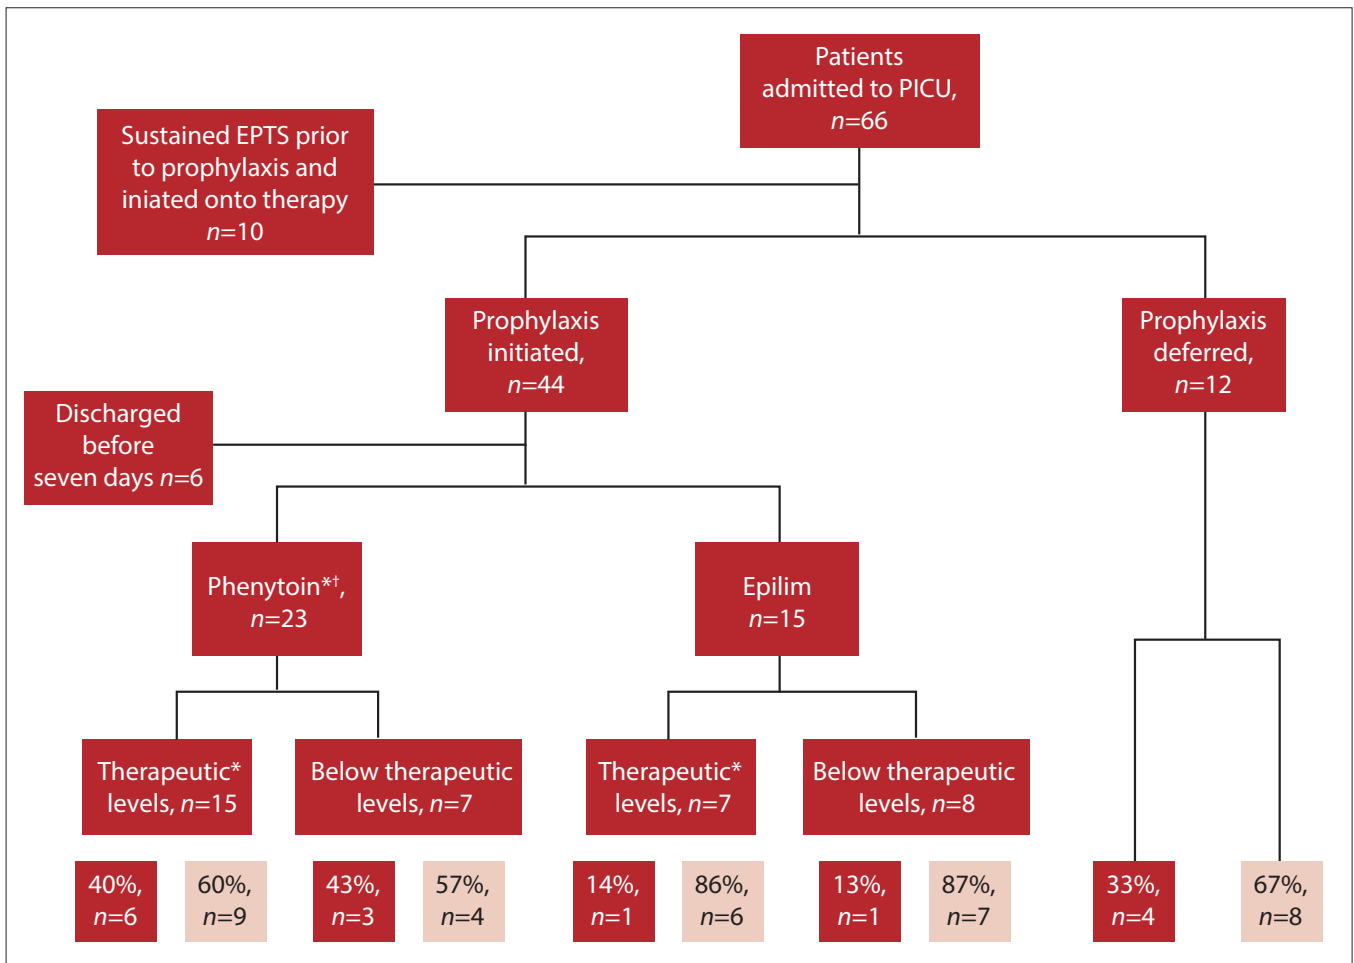 Patients
admitted to PICU,
n=66
Sustained EPTS prior
to prophylaxis and
iniated onto therapy
n=10
Prophylaxis
initiated,
n=44
Prophylaxis
deferred,
n=12
Discharged
before
seven days n=6
Phenytoin*†,
n=23
Epilim
n=15
Therapeutic*
levels, n=15
Below therapeutic
levels, n=7
Therapeutic*
levels, n=7
Below therapeutic
levels, n=8
40%,
n=6
60%,
n=9
43%,
n=3
57%,
n=4
14%,
n=1
86%,
n=6
13%,
n=1
87%,
n=7
33%,
n=4
67%,
n=8